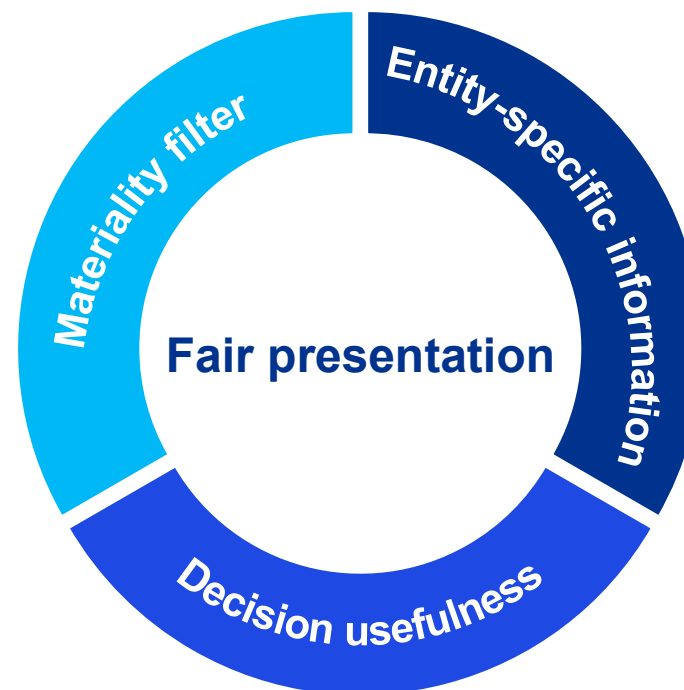 Materiality filter
Entity-specific information
Fair presentation
Decision usefulness